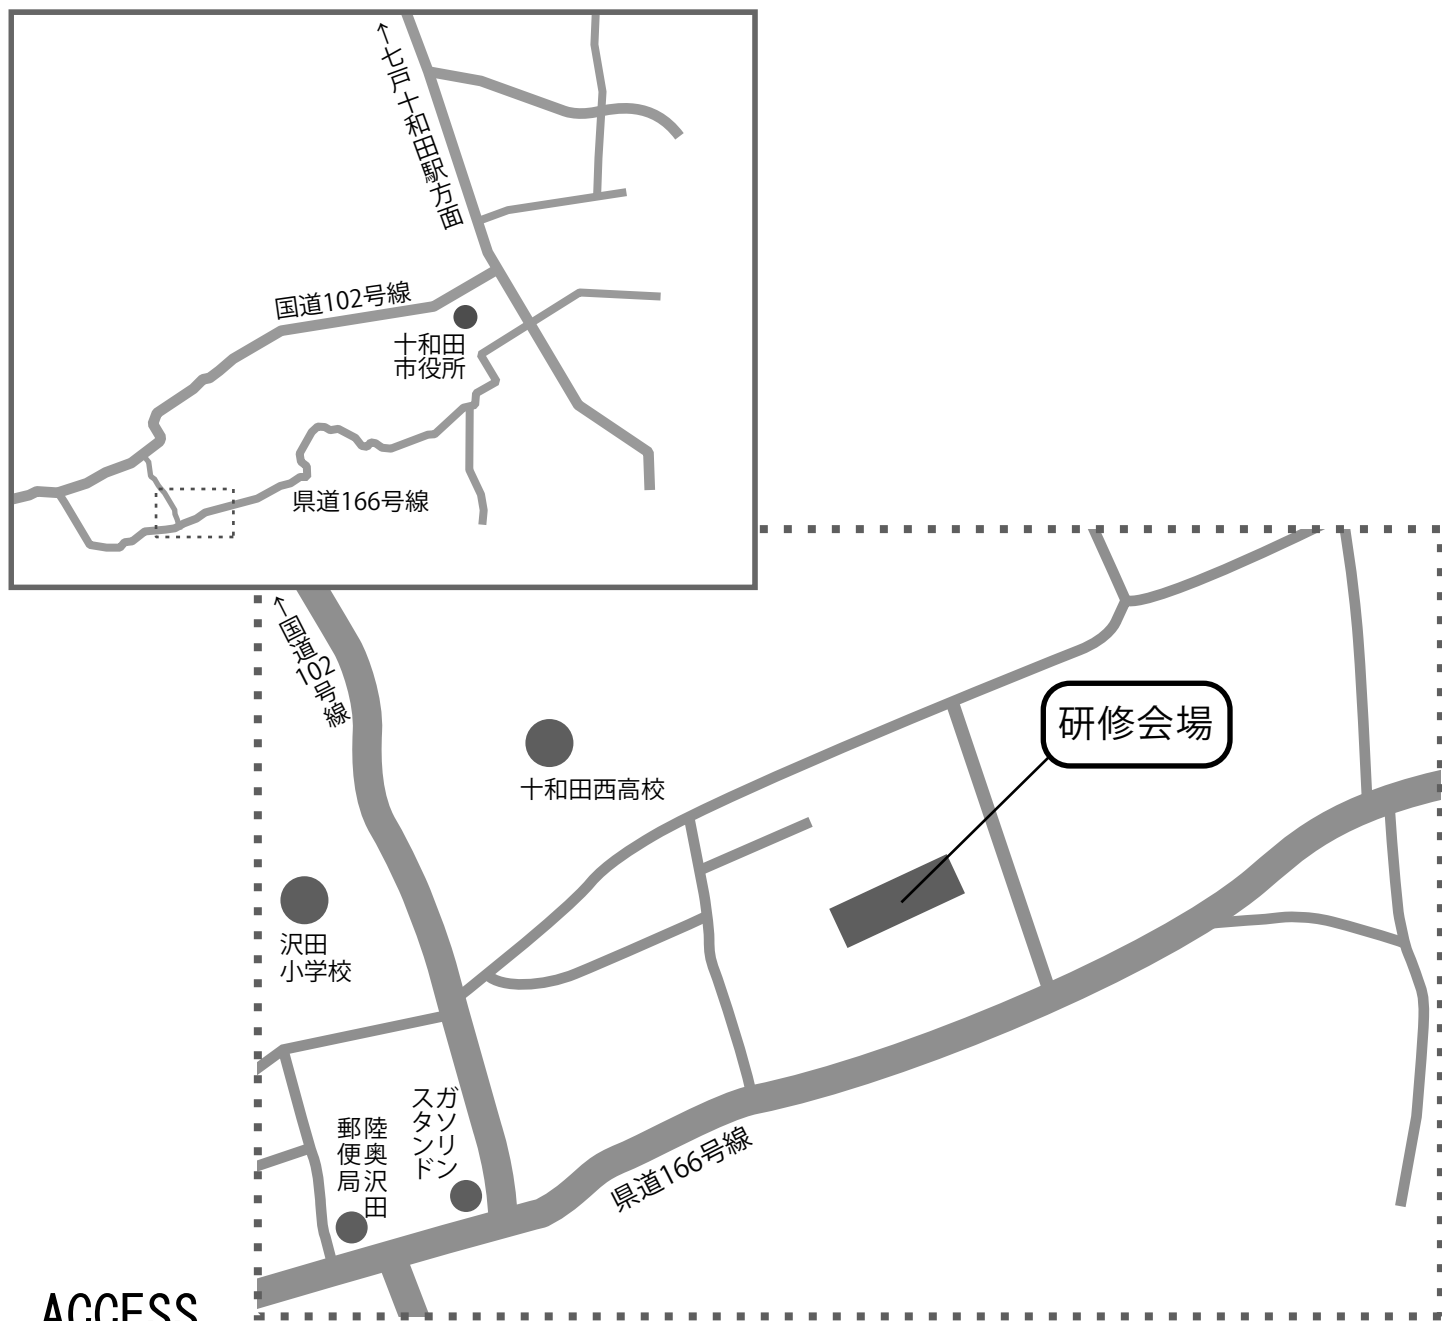 ←七戸十和田駅方面
国道102号線
十和田
市役所
県道166号線
←国道102号線
研修会場
十和田西高校
沢田
小学校
ガソリン
スタンド
陸奥沢田
郵便局
県道166号線
ACCESS